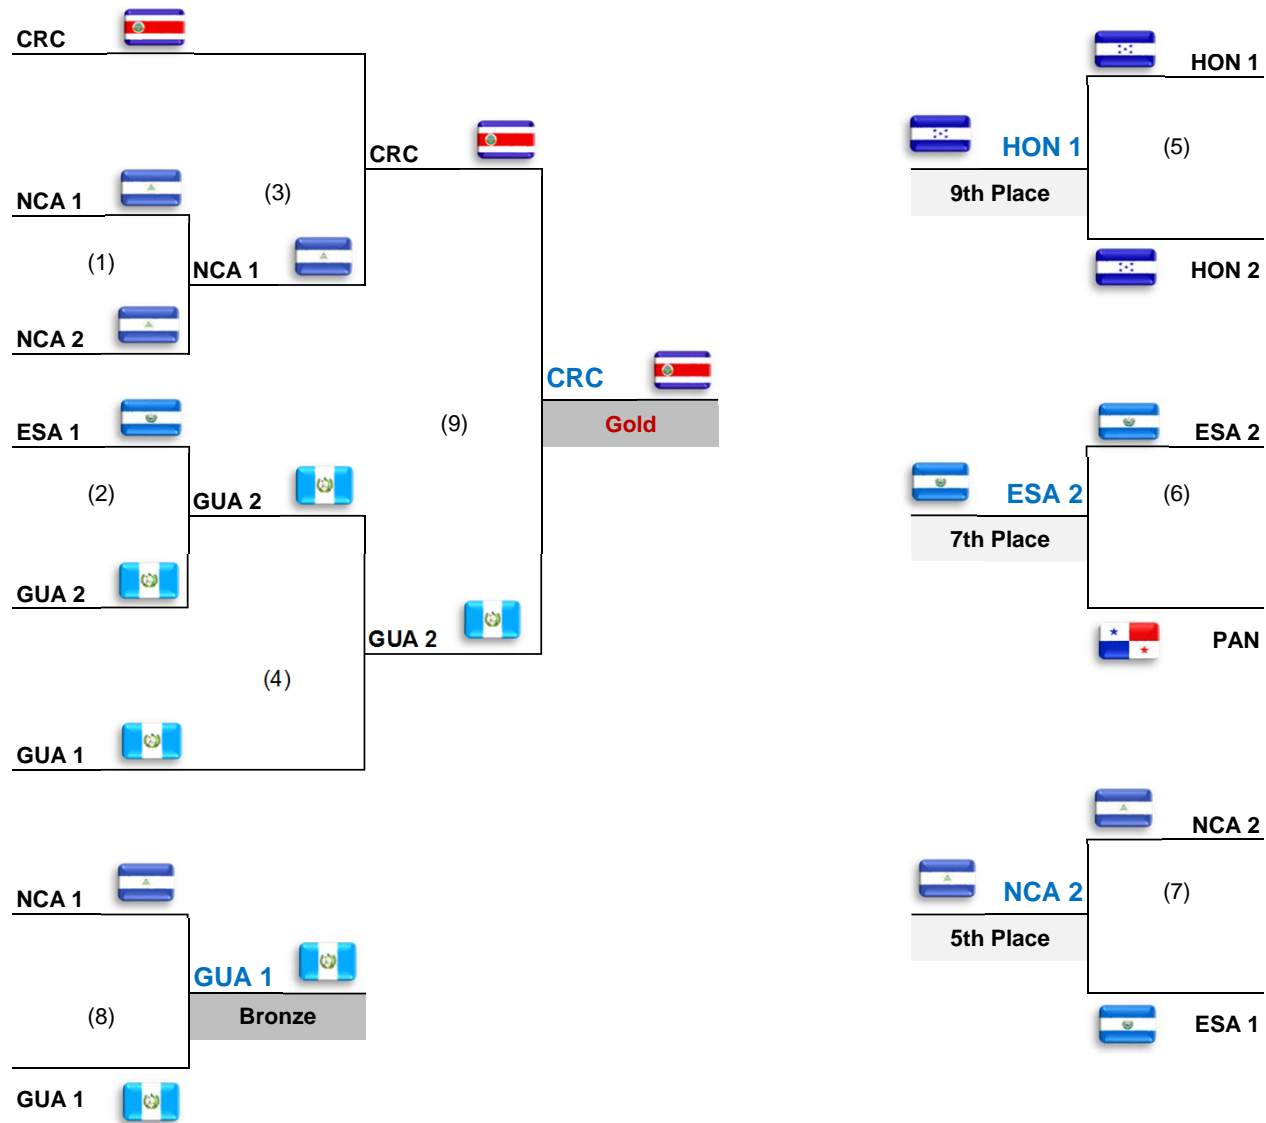 CRC
CRC
NCA 1
(3)
(1)
NCA 1
NCA 2
CRC
Gold
ESA 1
(9)
(2)
GUA 2
GUA 2
GUA 2
(4)
GUA 1
NCA 1
GUA 1
Bronze
(8)
GUA 1
HON 1
HON 1
(5)
9th Place
HON 2
ESA 2
ESA 2
(6)
7th Place
PAN
NCA 2
NCA 2
(7)
5th Place
ESA 1